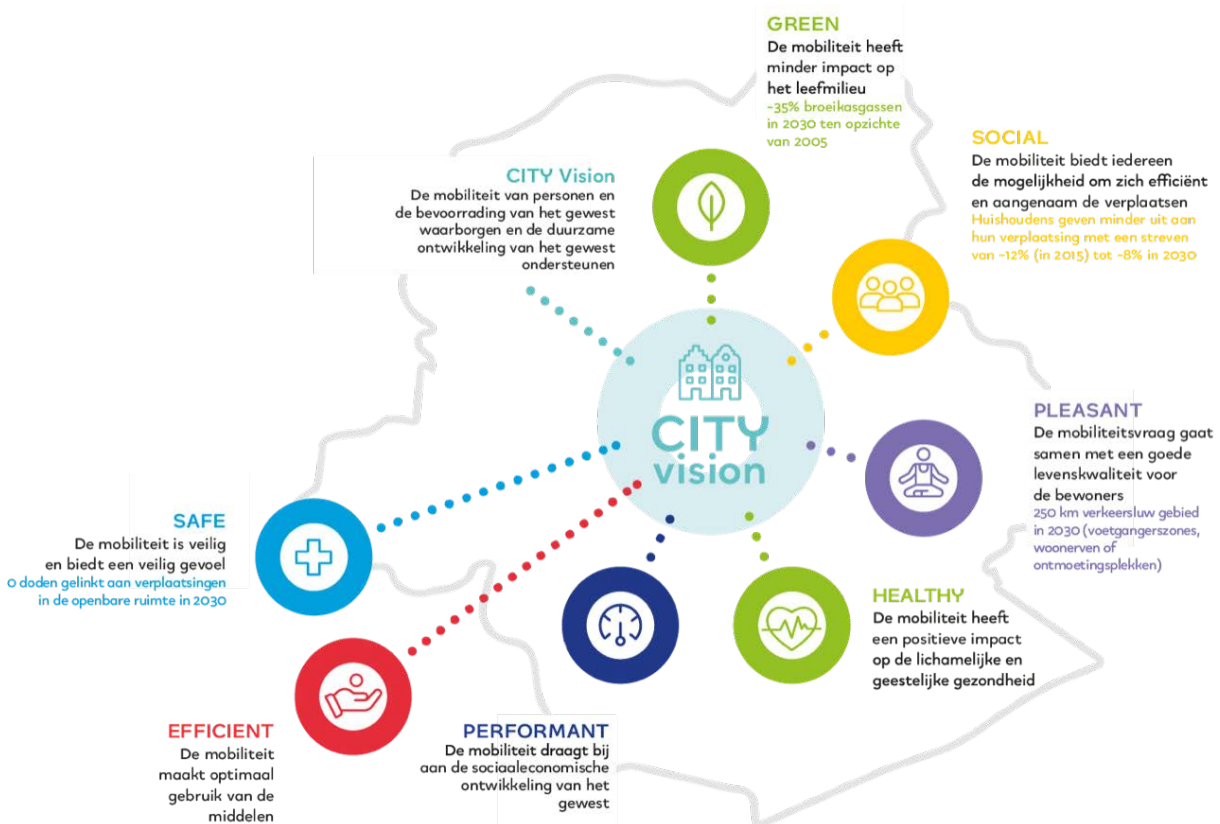 GREEN
De mobiliteit heeft
minder impact op
het leefmilieu
-35% broeikasgassen
in 2030 ten opzichte
van 2005
SOCIAL
De mobiliteit biedt iedereen
de mogelijkheid om zich efficiënt
en aangenaam de verplaatsen
Huishoudens geven minder uit aan
hun verplaatsing met een streven
van -12% (in 2015) tot -8% in 2030
CITY Vision
De mobiliteit van personen en
de bevoorrading van het gewest
waarborgen en de duurzame
ontwikkeling van het gewest
ondersteunen
CITY
vision
PLEASANT
De mobiliteitsvraag gaat
samen met een goede
levenskwaliteit voor
de bewoners
250 km verkeersluw gebied
in 2030 (voetgangerszones,
woonerven of
ontmoetingsplekken)
SAFE
De mobiliteit is veilig
en biedt een veilig gevoel
0 doden gelinkt aan verplaatsingen
in de openbare ruimte in 2030
HEALTHY
De mobiliteit heeft
een positieve impact
op de lichamelijke en
geestelijke gezondheid
EFFICIENT
De mobiliteit
maakt optimaal
gebruik van de
middelen
PERFORMANT
De mobiliteit draagt bij
aan de sociaaleconomische
ontwikkeling van het
gewest